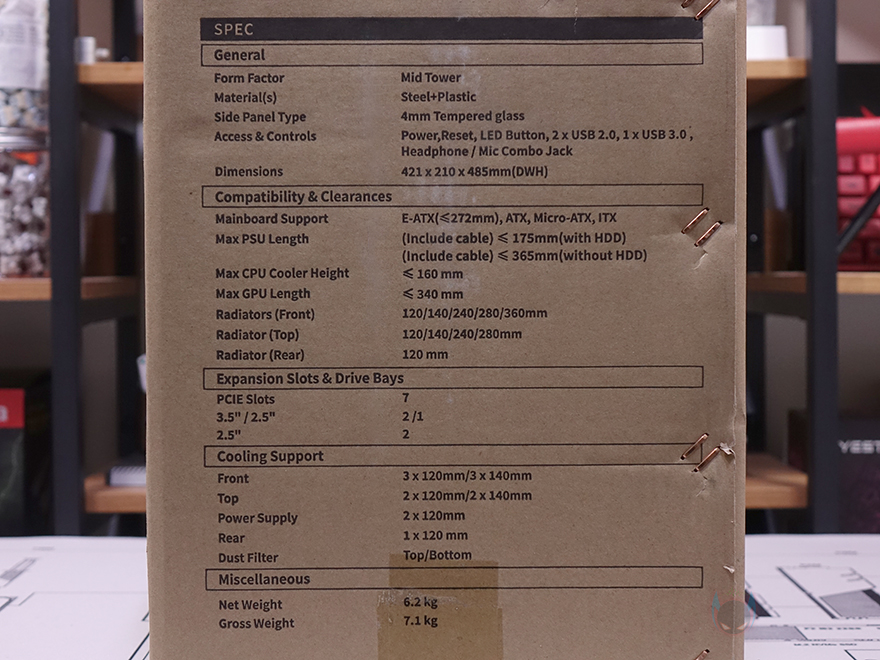 SPEC
General
Form Factor Mid Tower
Material(s) Steel+Plastic
Side Panel Type 4mm Tempered glass
Access & Controls Power,Reset, LED Button, 2 x USB 2.0, 1 x USB 3.0 ,
Headphone / Mic Combo Jack
Dimensions 421 x 210 x 485mm(DWH)
Compatibility & Clearances
Mainboard Support E-ATX(⩽272mm), ATX, Micro-ATX, ITX
Max PSU Length (Include cable) ⩽ 175mm(with HDD)
(Include cable) ⩽ 365mm(without HDD)
Max CPU Cooler Height ⩽ 160 mm
Max GPU Length ⩽ 340 mm
Radiators (Front) 120/140/240/280/360mm
Radiator (Top) 120/140/240/280mm
Radiator (Rear) 120 mm
Expansion Slots & Drive Bays
PCIE Slots 7
3.5" / 2.5" 2 /1
2.5" 2
Cooling Support
Front 3 x 120mm/3 x 140mm
Top 2 x 120mm/2 x 140mm
Power Supply 2 x 120mm
Rear 1 x 120 mm
Dust Filter Top/Bottom
Miscellaneous
Net Weight 6.2 kg
Gross Weight 7.1 kg